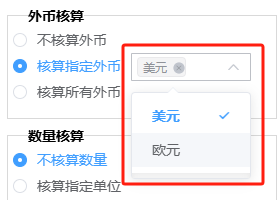 外币核算
不核算外币
核算指定外币 美元
核算所有外币
美元
欧元
数量核算
不核算数量
核算指定单位